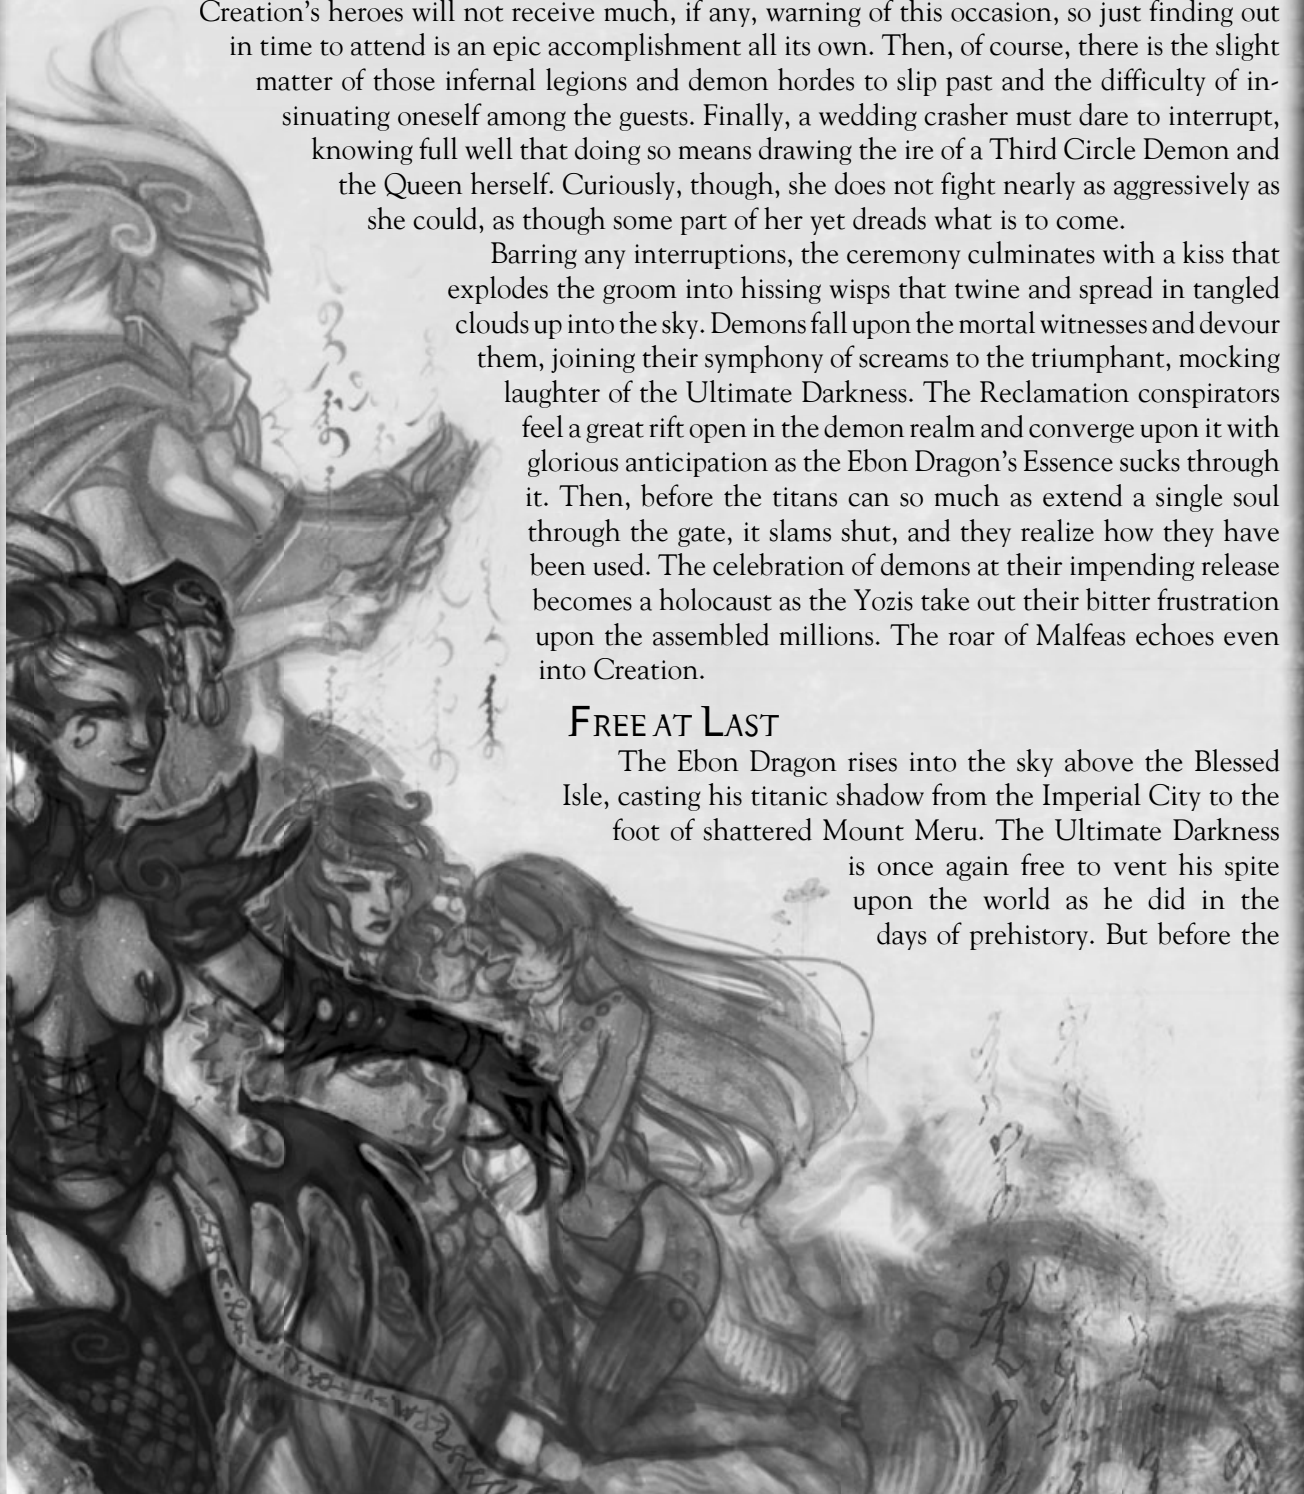 Creation's heroes will not receive much, if any, warning of this occasion, so just finding out
in time to attend is an epic accomplishment all its own. Then, of course, there is the slight
matter of those infernal legions and demon hordes to slip past and the difficulty of in-
sinuating oneself among the guests. Finally, a wedding crasher must dare to interrupt,
knowing full well that doing so means drawing the ire of a Third Circle Demon and
the Queen herself. Curiously, though, she does not fight nearly as aggressively as
she could, as though some part of her yet dreads what is to come.
Barring any interruptions, the ceremony culminates with a kiss that
explodes the groom into hissing wisps that twine and spread in tangled
clouds up into the sky. Demons fall upon the mortal witnesses and devour
them, joining their symphony of screams to the triumphant, mocking
laughter of the Ultimate Darkness. The Reclamation conspirators
feel a great rift open in the demon realm and converge upon it with
glorious anticipation as the Ebon Dragon's Essence sucks through
it. Then, before the titans can so much as extend a single soul
through the gate, it slams shut, and they realize how they have
been used. The celebration of demons at their impending release
becomes a holocaust as the Yozis take out their bitter frustration
upon the assembled millions. The roar of Malfeas echoes even
into Creation.
FREE AT LAST
The Ebon Dragon rises into the sky above the Blessed
Isle, casting his titanic shadow from the Imperial City to the
foot of shattered Mount Meru. The Ultimate Darkness
is once again free to vent his spite
upon the world as he did in the
days of prehistory. But before the